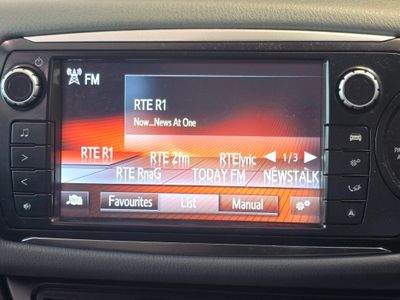 FM
RTE R1
Now...News At One
RTE R1 RTE 2fm RTElyric 1/3
RTE RnaG TODAY FM NEWSTALK
Favourites List Manual